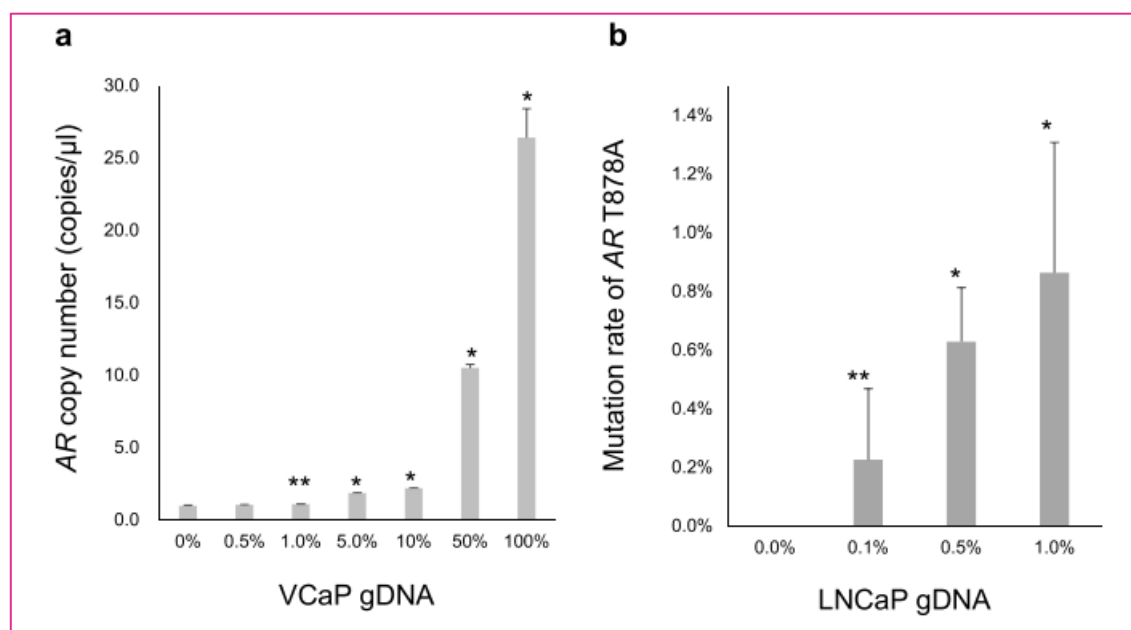 a
AR copy number (copies/µl)
30.0
25.0
20.0
15.0
10.0
5.0
0.0
** * * * *
0% 0.5% 1.0% 5.0% 10% 50% 100%
VCaP gDNA
b
Mutation rate of AR T878A
1.4%
1.2%
1.0%
0.8%
0.6%
0.4%
0.2%
0.0%
** * *
0.0% 0.1% 0.5% 1.0%
LNCaP gDNA